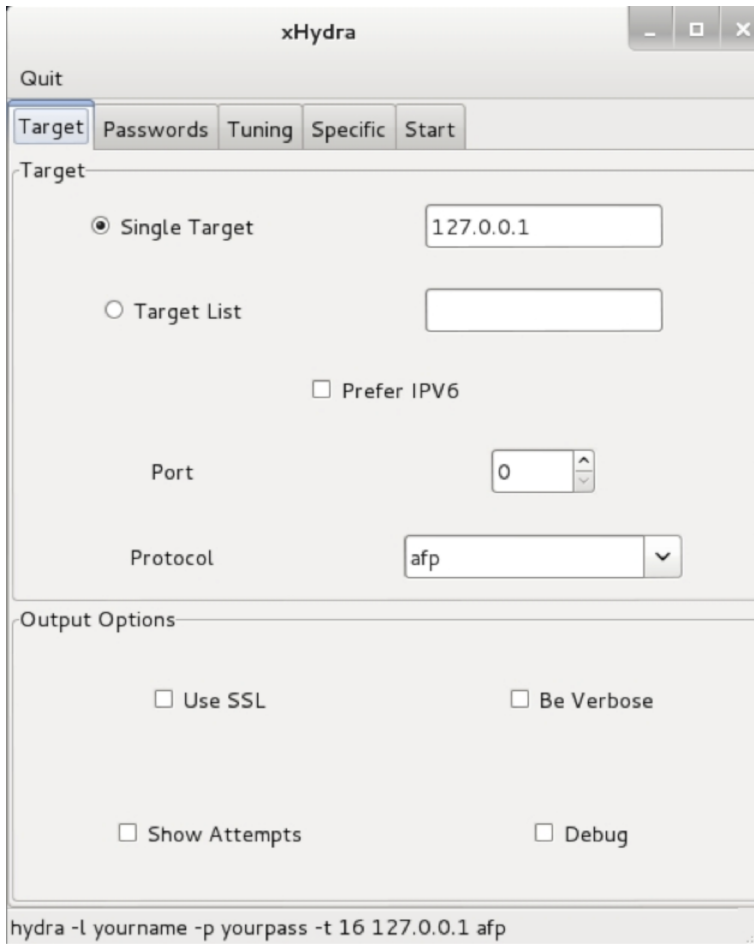 xHydra
Quit
Target Passwords Tuning Specific Start
Target
Single Target 127.0.0.1
Target List
Prefer IPV6
Port 0
Protocol afp
Output Options
Use SSL Be Verbose
Show Attempts Debug
hydra -l yourname -p yourpass -t 16 127.0.0.1 afp